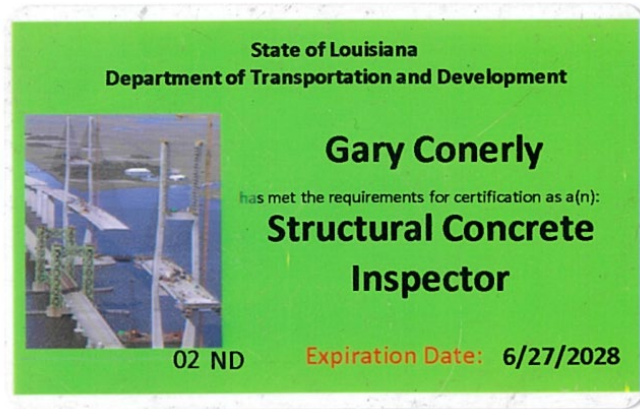 State of Louisiana
Department of Transportation and Development
Gary Conerly
has met the requirements for certification as a(n):
Structural Concrete
Inspector
02 ND
Expiration Date: 6/27/2028